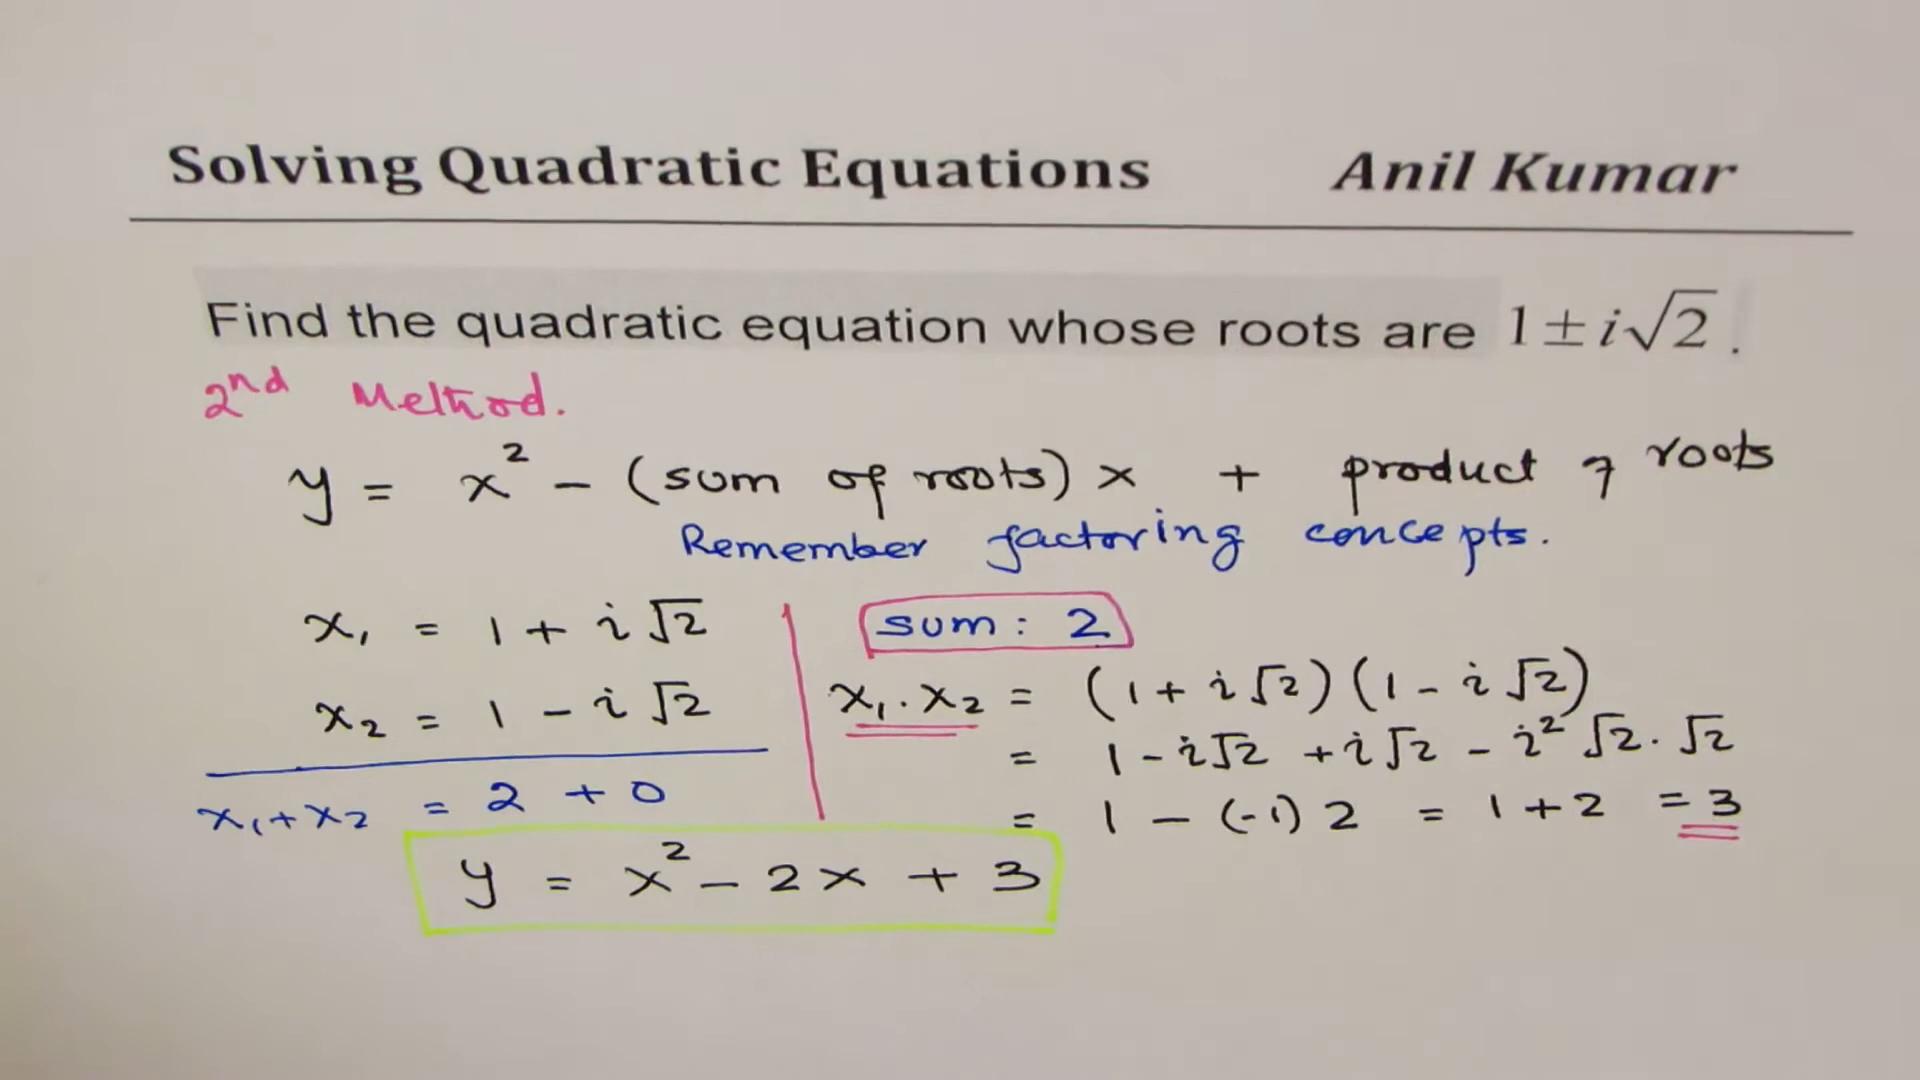 Solving Quadratic Equations Anil Kumar
Find the quadratic equation whose roots are 1±i√2.
2nd Method.
y = x² - (sum of roots) x + product of roots
Remember factoring concepts.
x₁ = 1 + i√2
x₂ = 1 - i√2
x₁+x₂ = 2 + 0
sum: 2
x₁·x₂ = (1 + i√2)(1 - i√2)
= 1 - i√2 + i√2 - i²√2·√2
= 1 - (-1)2 = 1+2 = 3
y = x² - 2x + 3